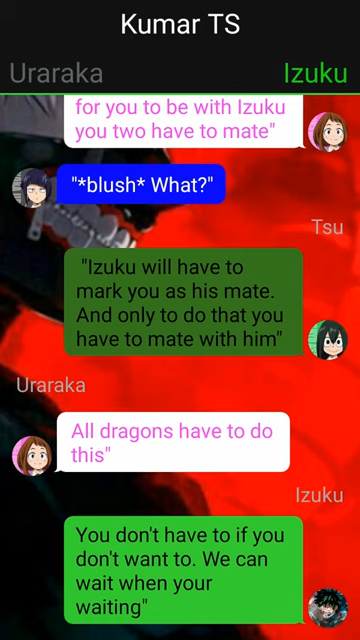 Kumar TS
Uraraka
Izuku
for you to be with Izuku
you two have to mate"
"*blush* What?"
Tsu
"Izuku will have to
mark you as his mate.
And only to do that you
have to mate with him"
Uraraka
All dragons have to do
this"
Izuku
You don't have to if you
don't want to. We can
wait when your
waiting"